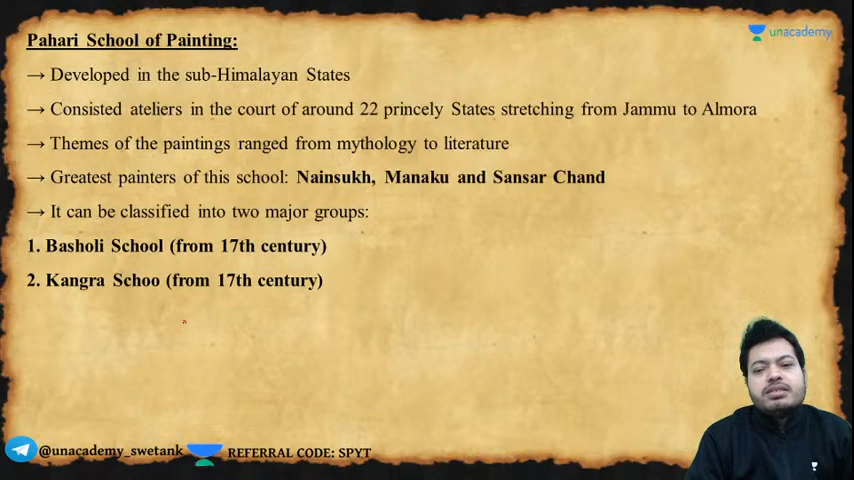 Pahari School of Painting:
unacademy
→ Developed in the sub-Himalayan States
→ Consisted ateliers in the court of around 22 princely States stretching from Jammu to Almora
→ Themes of the paintings ranged from mythology to literature
→ Greatest painters of this school: Nainsukh, Manaku and Sansar Chand
→ It can be classified into two major groups:
1. Basholi School (from 17th century)
2. Kangra Schoo (from 17th century)
@unacademy_swetank
REFERRAL CODE: SPYT